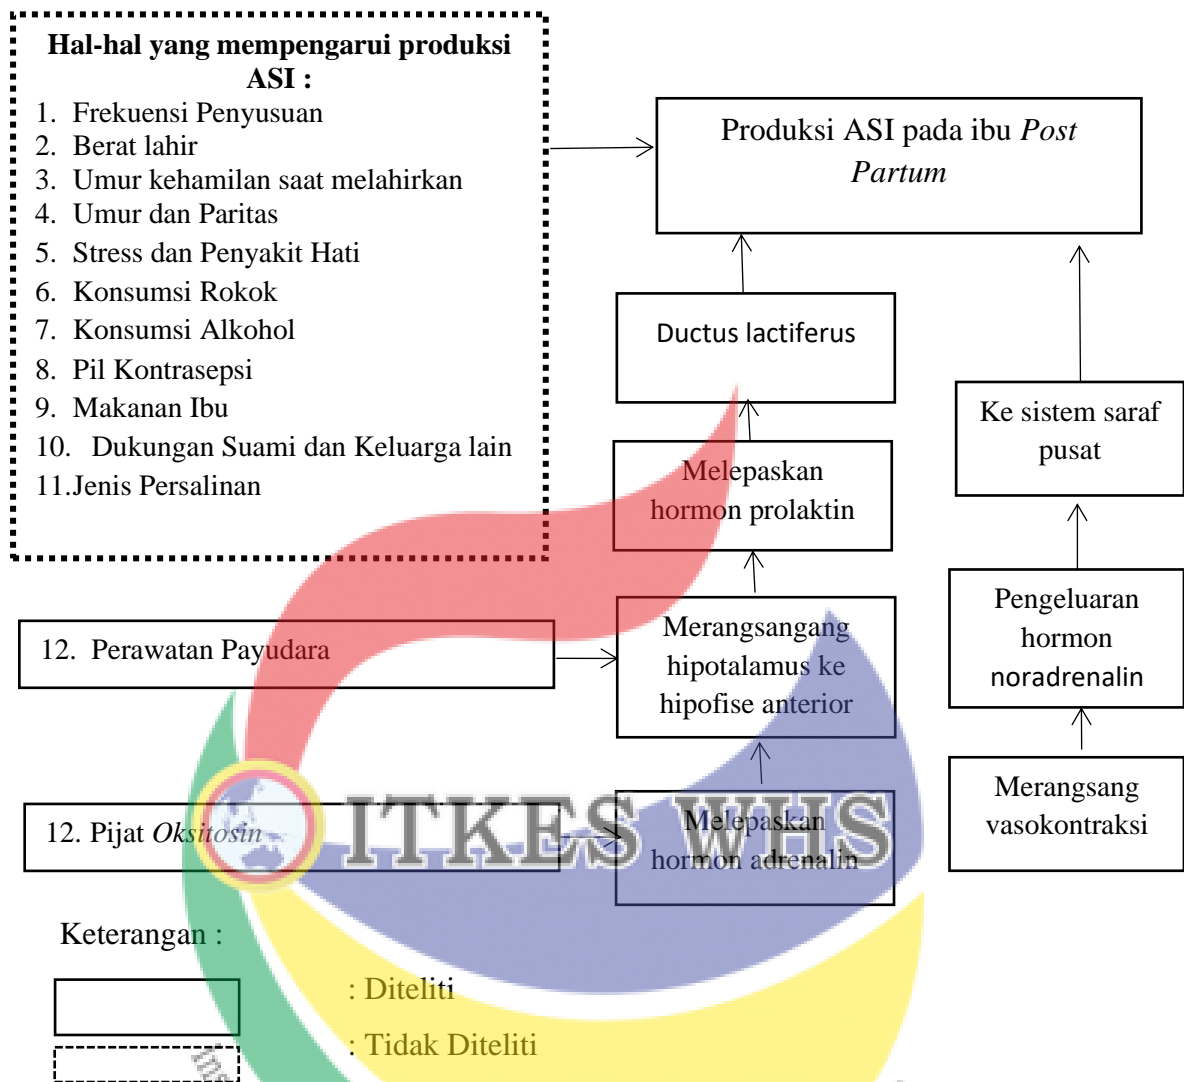 Hal-hal yang mempengarui produksi
ASI :
1. Frekuensi Penyusuan
2. Berat lahir
3. Umur kehamilan saat melahirkan
4. Umur dan Paritas
5. Stress dan Penyakit Hati
6. Konsumsi Rokok
7. Konsumsi Alkohol
8. Pil Kontrasepsi
9. Makanan Ibu
10. Dukungan Suami dan Keluarga lain
11.Jenis Persalinan
Produksi ASI pada ibu Post
Partum
Ductus lactiferus
Ke sistem saraf
pusat
Melepaskan
hormon prolaktin
Pengeluaran
hormon
noradrenalin
12. Perawatan Payudara
Merangsangang
hipotalamus ke
hipofise anterior
Merangsang
vasokontraksi
12. Pijat Oksitosin
Melepaskan
hormon adrenalin
ITKES WHS
Keterangan :
: Diteliti
: Tidak Diteliti